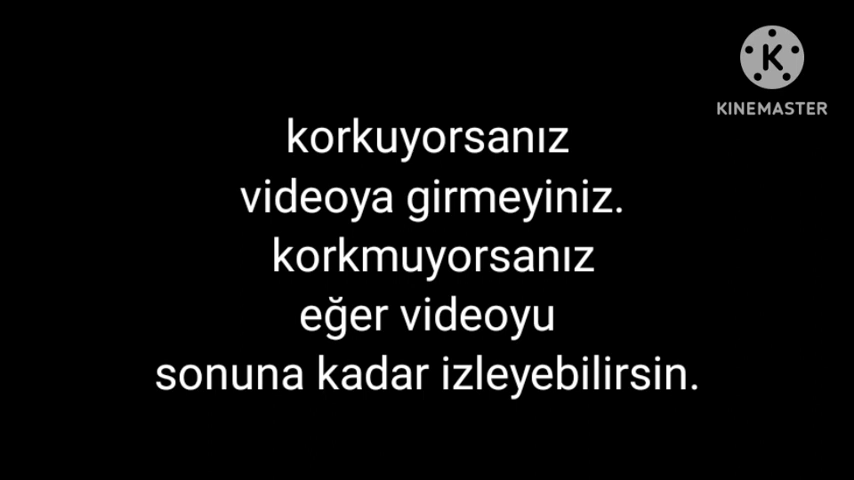 KINEMASTER
korkuyorsanız
videoya girmeyiniz.
korkmuyorsanız
eğer videoyu
sonuna kadar izleyebilirsin.